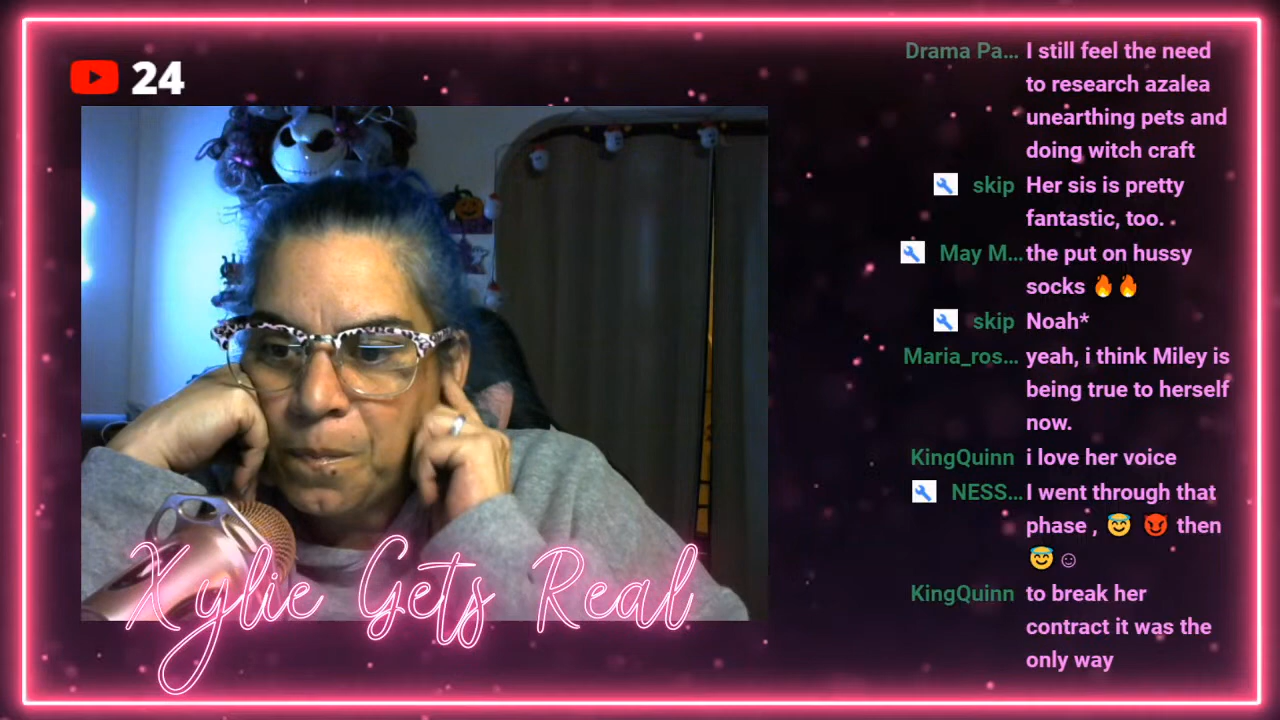 24
Xylie Gets Real
Drama Pa... I still feel the need
to research azalea
unearthing pets and
doing witch craft
skip Her sis is pretty
fantastic, too.
May M... the put on hussy
socks 🔥🔥
skip Noah*
Maria_ros... yeah, i think Miley is
being true to herself
now.
KingQuinn i love her voice
NESS... I went through that
phase , 😇 😈 then
😇☺
KingQuinn to break her
contract it was the
only way